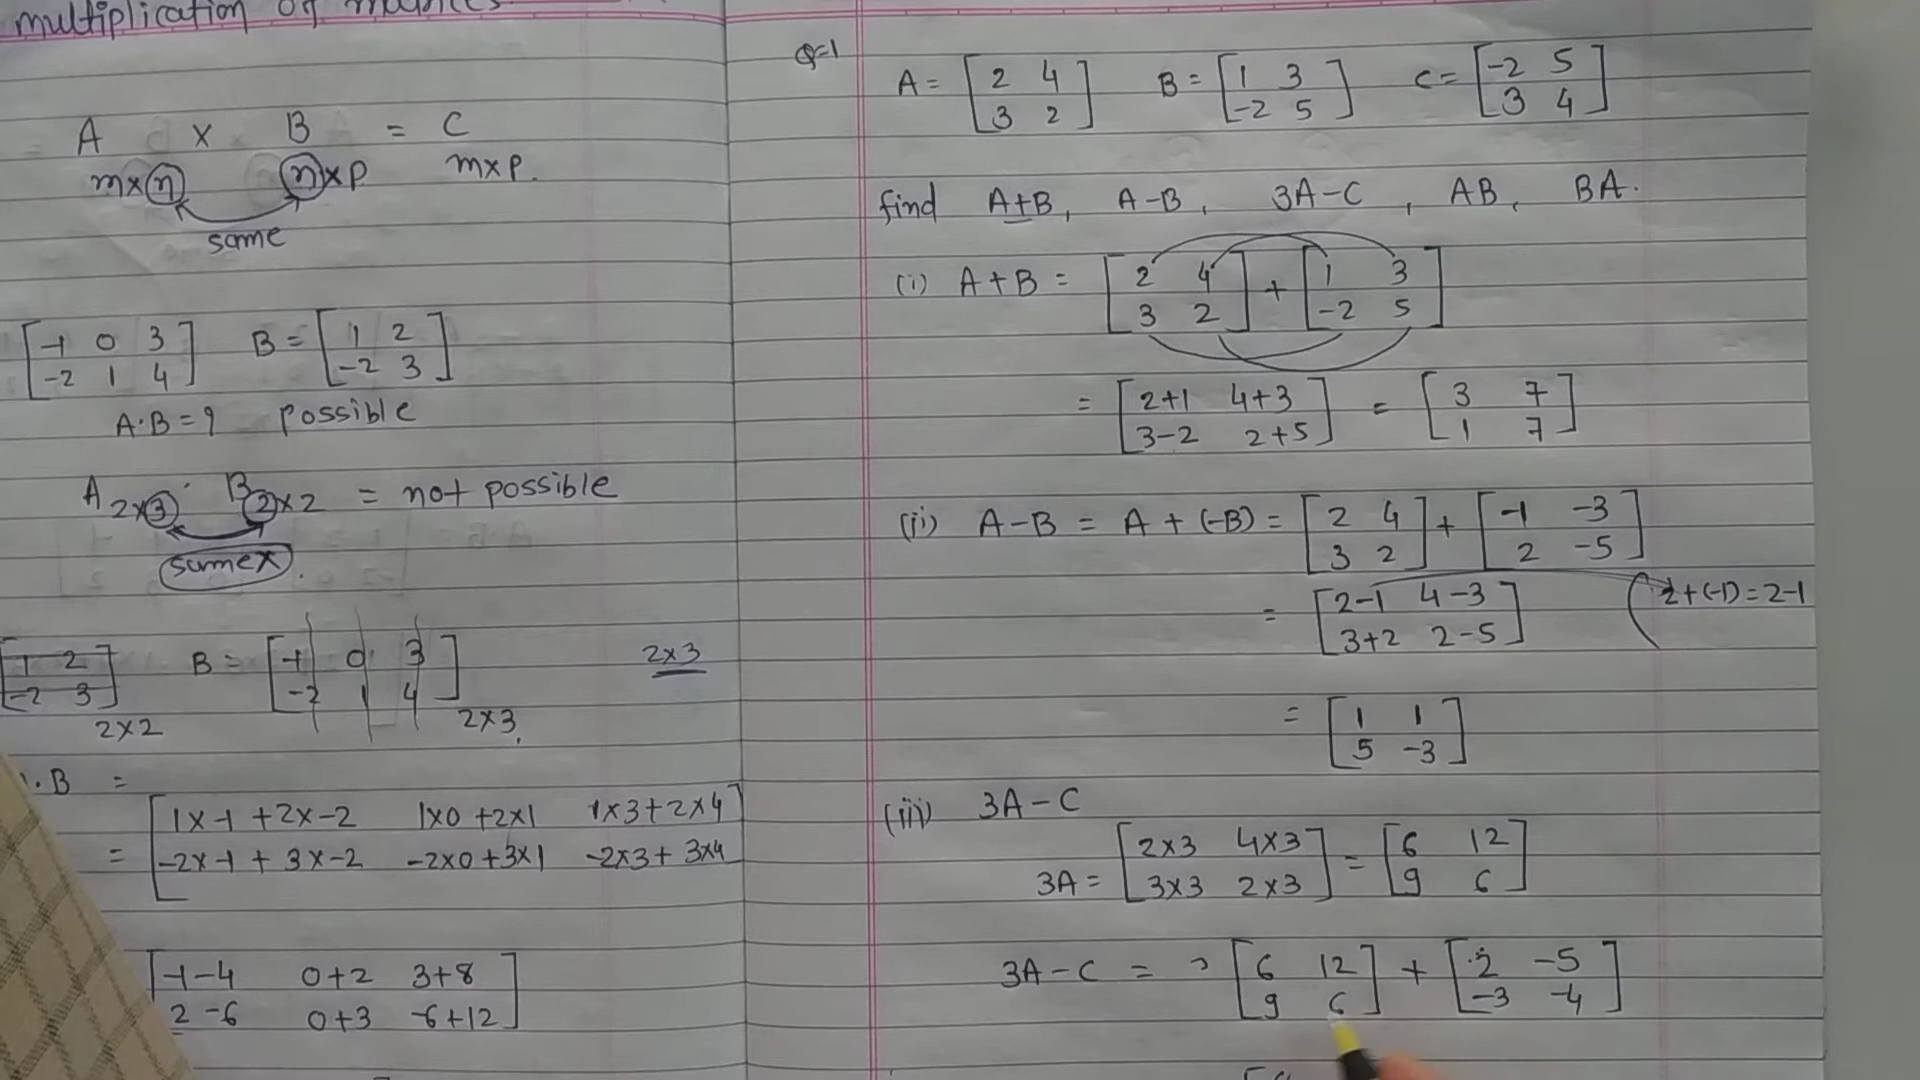 multiplication of matrices
A × B = C
m×n n×p m×p.
same
[-1 0 3] B = [1 2]
[-2 1 4] [-2 3]
A·B = ? possible
A 2×3 · B 2×2 = not possible
same×.
[1 2] B = [-1 0 3] 2×3
[-2 3] [-2 1 4]
2×2 2×3,
·B =
= [1×-1+2×-2 1×0+2×1 1×3+2×4]
[-2×-1+3×-2 -2×0+3×1 -2×3+3×4]
[-1-4 0+2 3+8]
[2-6 0+3 -6+12]
Q=1
A = [2 4] B = [1 3] C = [-2 5]
[3 2] [-2 5] [3 4]
find A+B, A-B, 3A-C, AB, BA.
(i) A+B = [2 4] + [1 3]
[3 2] [-2 5]
= [2+1 4+3] = [3 7]
[3-2 2+5] [1 7]
(ii) A-B = A+(-B) = [2 4] + [-1 -3]
[3 2] [2 -5]
= [2-1 4-3] (2+(-1)=2-1
[3+2 2-5]
= [1 1]
[5 -3]
(iii) 3A-C
3A = [2×3 4×3] = [6 12]
[3×3 2×3] [9 6]
3A-C = [6 12] + [2 -5]
[9 6] [-3 -4]